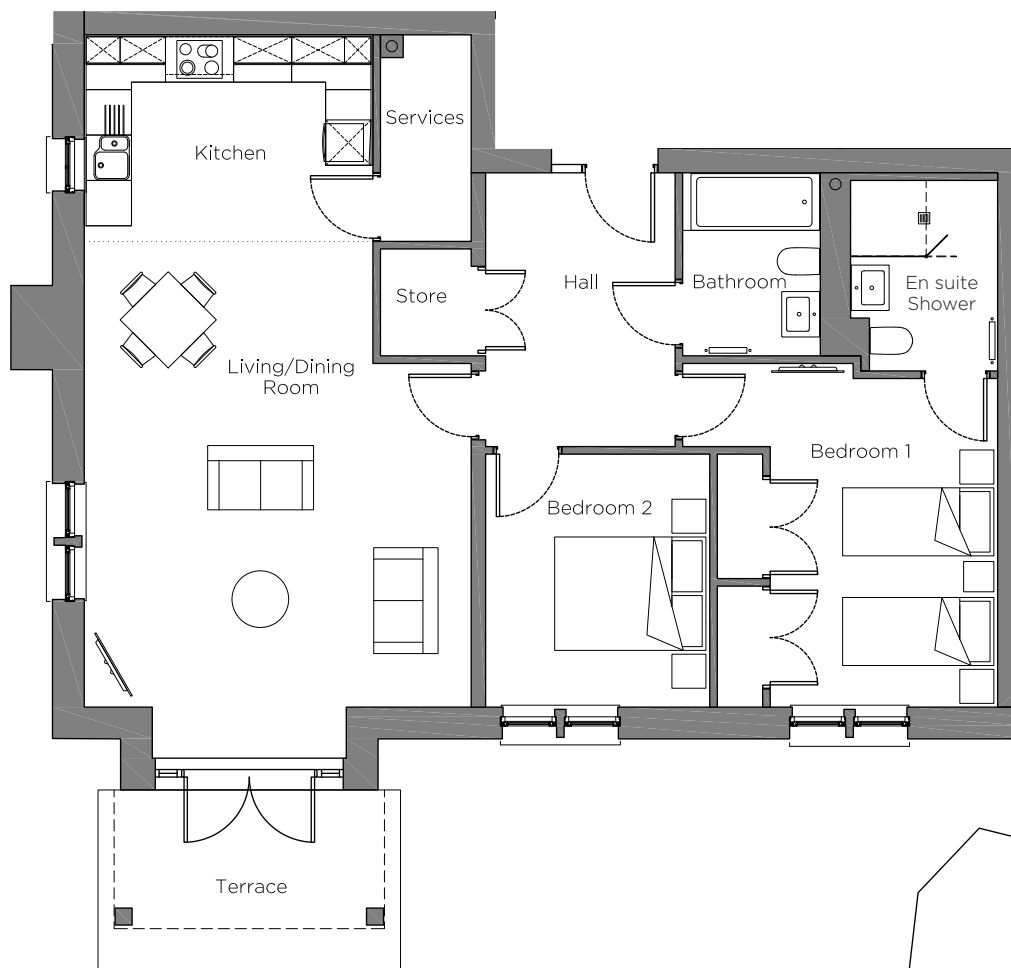 Services
Kitchen
Hall
Bathroom
En suite
Shower
Store
Living/Dining
Room
Bedroom 1
Bedroom 2
Terrace